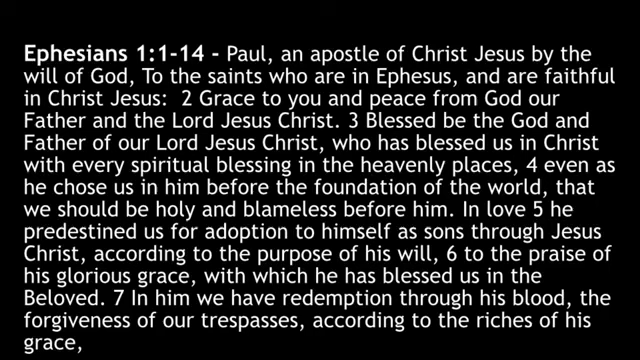 Ephesians 1:1-14 - Paul, an apostle of Christ Jesus by the
will of God, To the saints who are in Ephesus, and are faithful
in Christ Jesus:  2 Grace to you and peace from God our
Father and the Lord Jesus Christ. 3 Blessed be the God and
Father of our Lord Jesus Christ, who has blessed us in Christ
with every spiritual blessing in the heavenly places, 4 even as
he chose us in him before the foundation of the world, that
we should be holy and blameless before him. In love 5 he
predestined us for adoption to himself as sons through Jesus
Christ, according to the purpose of his will, 6 to the praise of
his glorious grace, with which he has blessed us in the
Beloved. 7 In him we have redemption through his blood, the
forgiveness of our trespasses, according to the riches of his
grace,